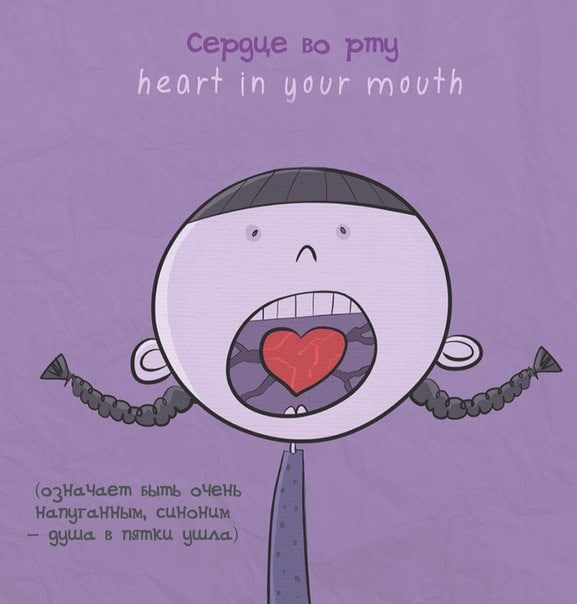 Сердце во рту
heart in your mouth
(означает быть очень
напуганным, синоним
– душа в пятки ушла)